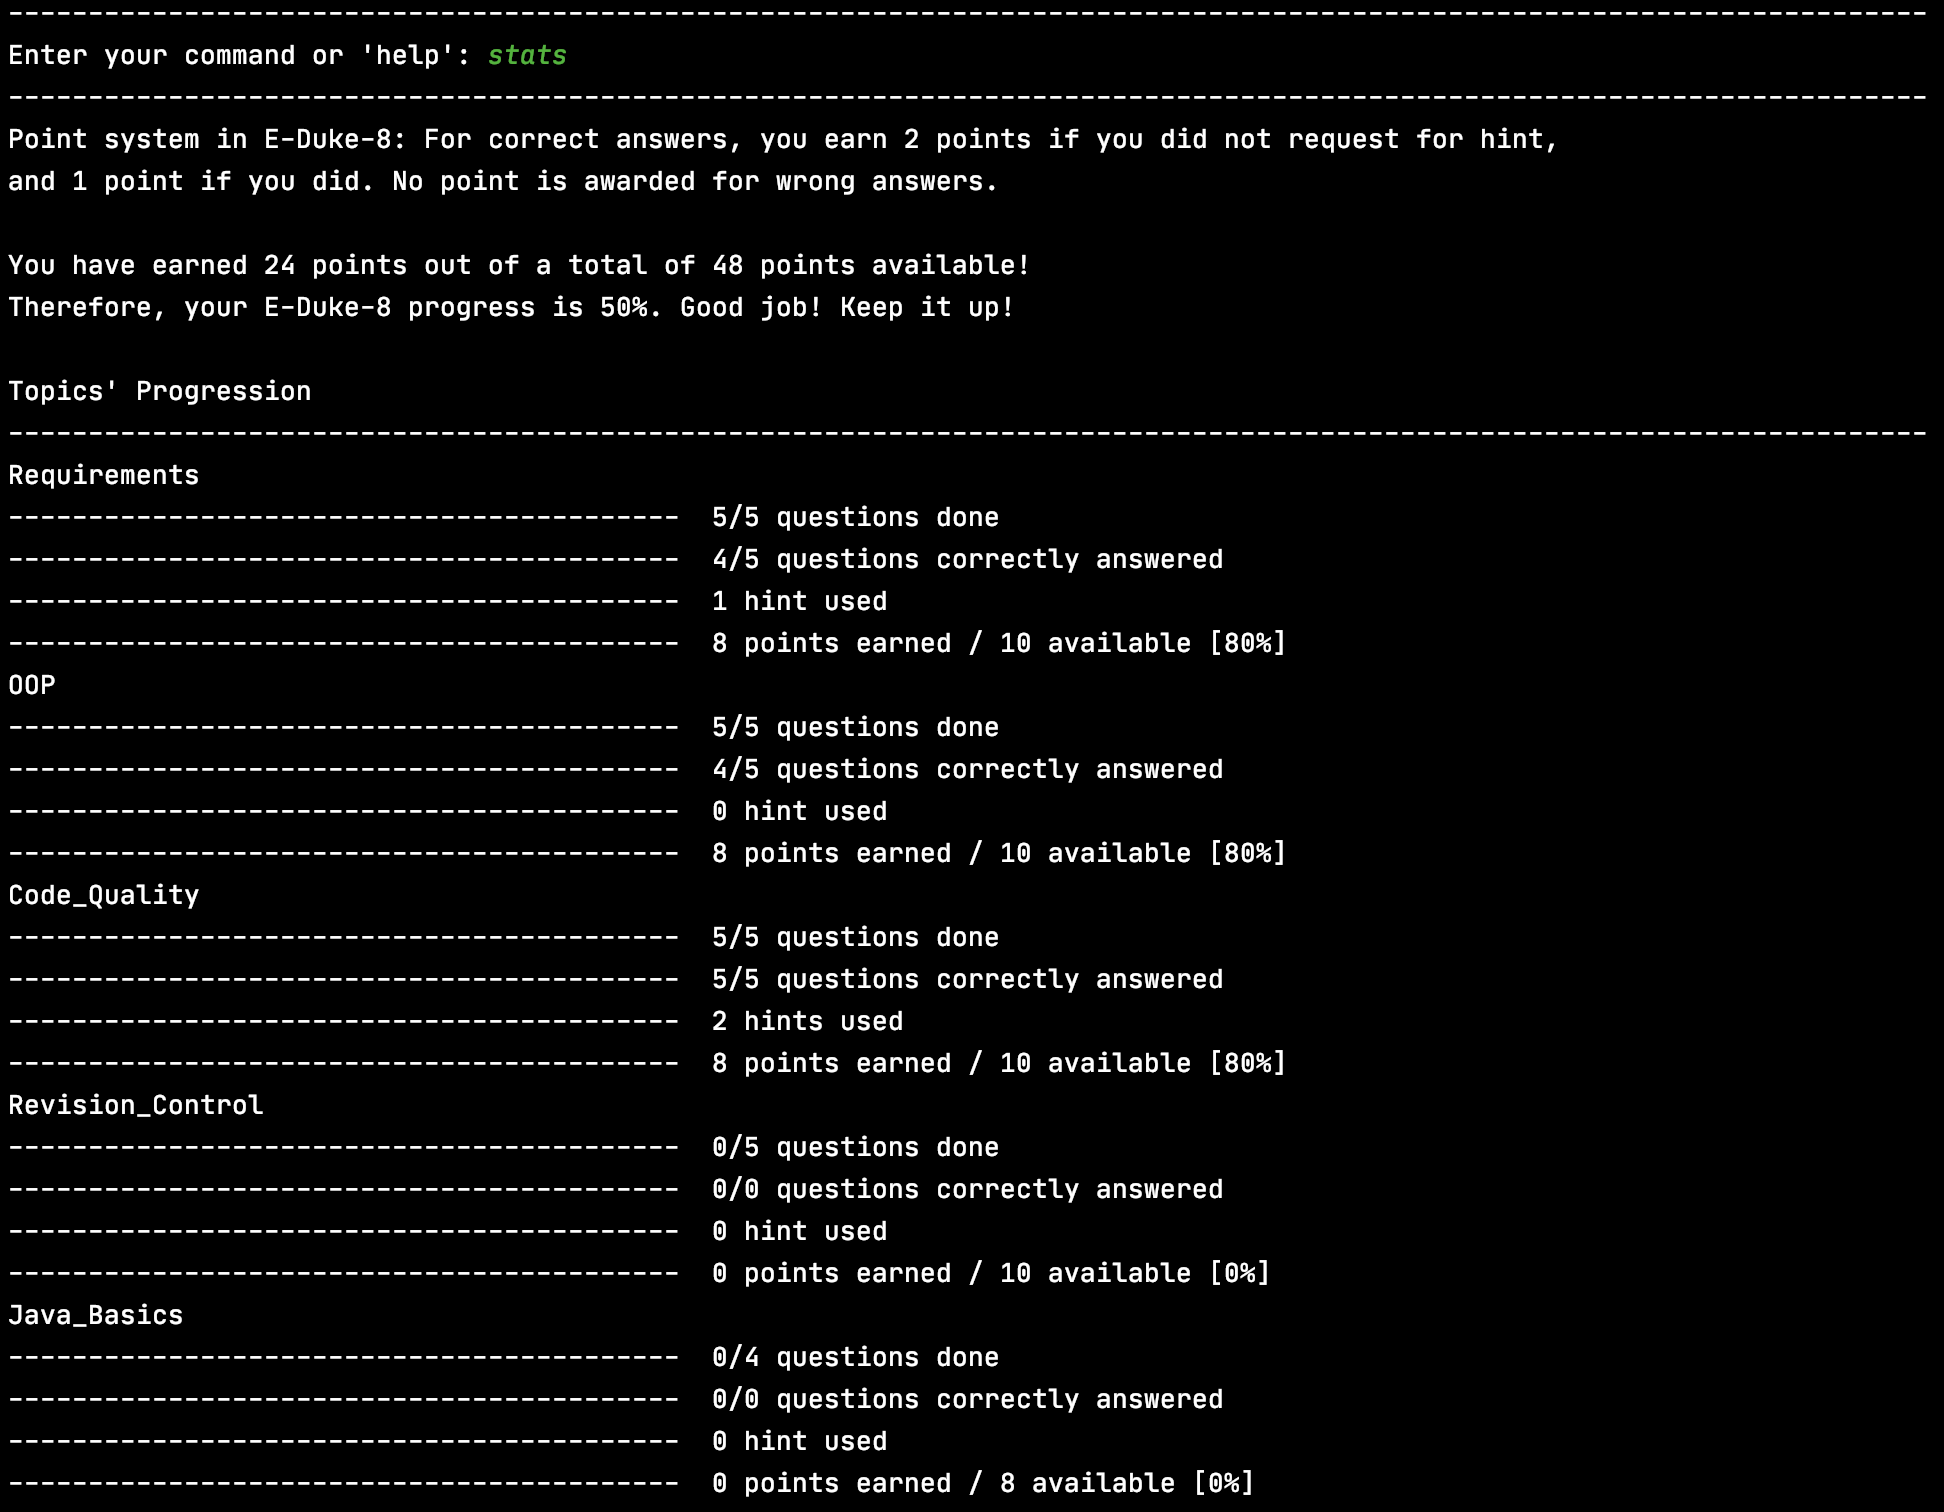 ------------------------------------------------------------------------------------------------------------------------
Enter your command or 'help': stats
------------------------------------------------------------------------------------------------------------------------
Point system in E-Duke-8: For correct answers, you earn 2 points if you did not request for hint,
and 1 point if you did. No point is awarded for wrong answers.
You have earned 24 points out of a total of 48 points available!
Therefore, your E-Duke-8 progress is 50%. Good job! Keep it up!
Topics' Progression
------------------------------------------------------------------------------------------------------------------------
Requirements
------------------------------------------  5/5 questions done
------------------------------------------  4/5 questions correctly answered
------------------------------------------  1 hint used
------------------------------------------  8 points earned / 10 available [80%]
OOP
------------------------------------------  5/5 questions done
------------------------------------------  4/5 questions correctly answered
------------------------------------------  0 hint used
------------------------------------------  8 points earned / 10 available [80%]
Code_Quality
------------------------------------------  5/5 questions done
------------------------------------------  5/5 questions correctly answered
------------------------------------------  2 hints used
------------------------------------------  8 points earned / 10 available [80%]
Revision_Control
------------------------------------------  0/5 questions done
------------------------------------------  0/0 questions correctly answered
------------------------------------------  0 hint used
------------------------------------------  0 points earned / 10 available [0%]
Java_Basics
------------------------------------------  0/4 questions done
------------------------------------------  0/0 questions correctly answered
------------------------------------------  0 hint used
------------------------------------------  0 points earned / 8 available [0%]